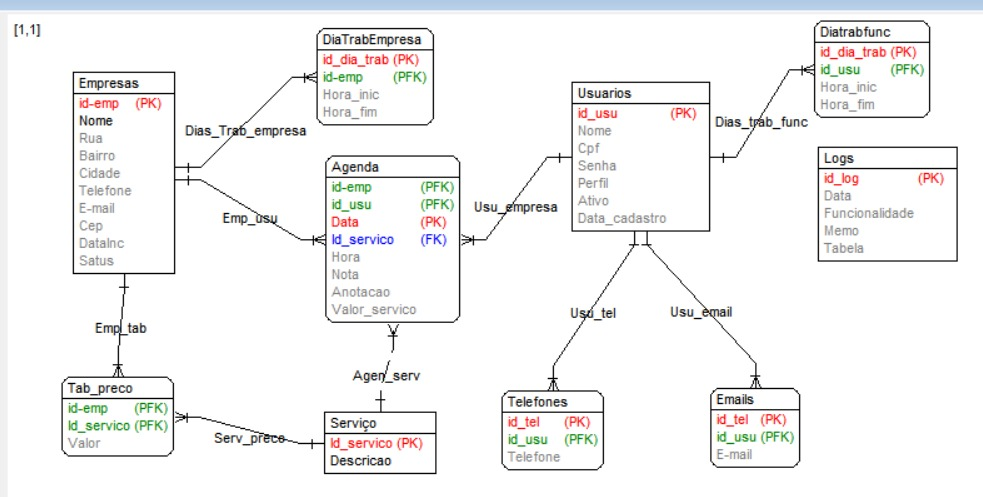 [1,1]
DiaTrabEmpresa
id_dia_trab (PK)
id-emp (PFK)
Hora_inic
Hora_fim
Diatrabfunc
id_dia_trab (PK)
id_usu (PFK)
Hora_inic
Hora_fim
Empresas
id-emp (PK)
Nome
Rua
Bairro
Cidade
Telefone
E-mail
Cep
DataInc
Satus
Dias_Trab_empresa
Usuarios
id_usu (PK)
Nome
Cpf
Senha
Perfil
Ativo
Data_cadastro
Dias_trab_func
Logs
id_log (PK)
Data
Funcionalidade
Memo
Tabela
Agenda
id-emp (PFK)
id_usu (PFK)
Data (PK)
Id_servico (FK)
Hora
Nota
Anotacao
Valor_servico
Emp_usu
Usu_empresa
Emp_tab
Usu_tel
Usu_email
Agen_serv
Tab_preco
id-emp (PFK)
Id_servico (PFK)
Valor
Serv_preco
Serviço
Id_servico (PK)
Descricao
Telefones
id_tel (PK)
id_usu (PFK)
Telefone
Emails
id_tel (PK)
id_usu (PFK)
E-mail